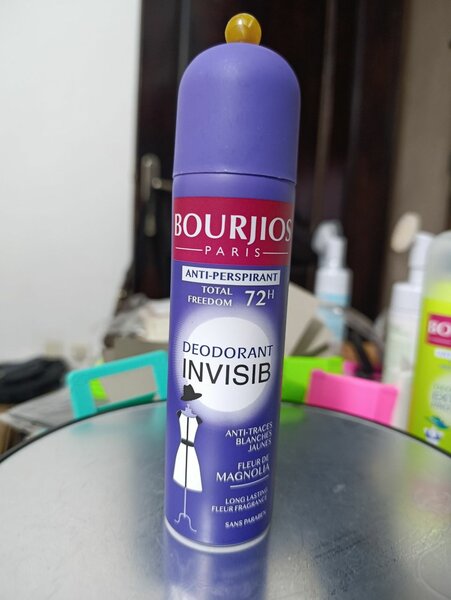 BOURJIOS
PARIS
ANTI-PERSPIRANT
TOTAL
FREEDOM 72H
DEODORANT
INVISIB
ANTI-TRACES
BLANCHES
JAUNES
FLEUR DE
MAGNOLIA
LONG LASTING
FLEUR FRAGRANCE
SANS PARABEN
BO